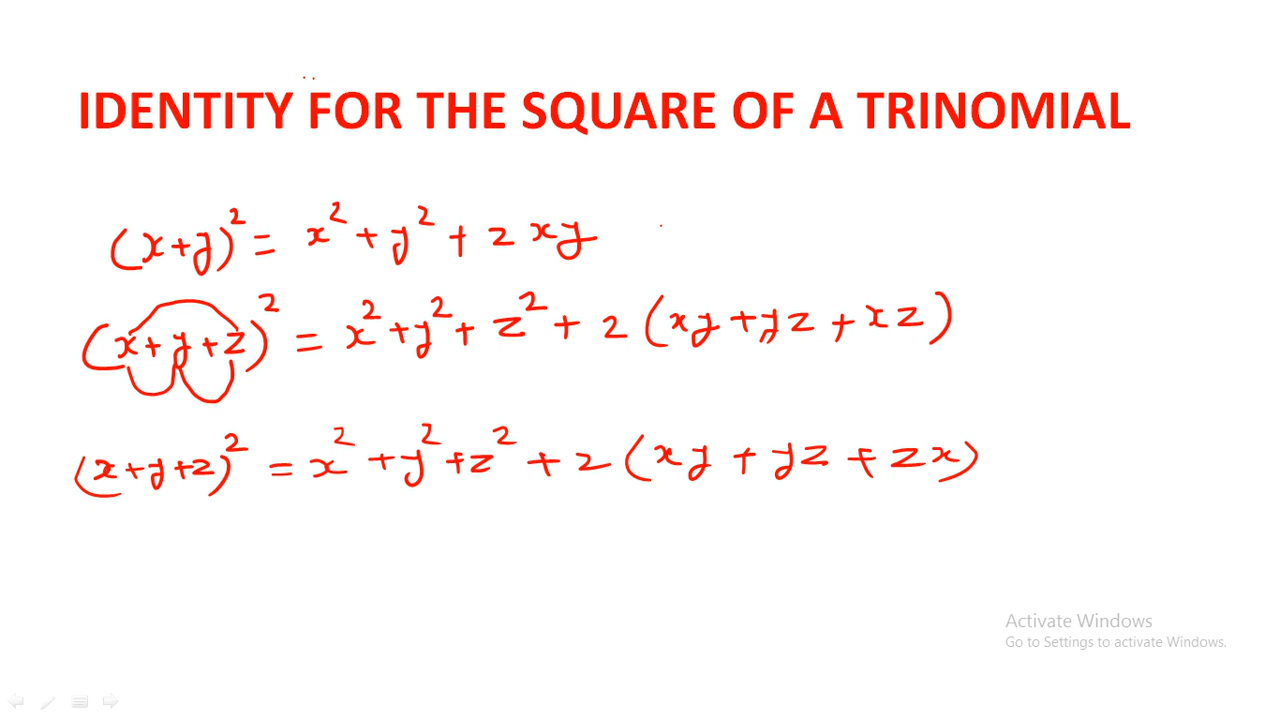 IDENTITY FOR THE SQUARE OF A TRINOMIAL
(x+y)² = x² + y² + 2xy
(x+y+z)² = x² + y² + z² + 2(xy + yz + xz)
(x+y+z)² = x² + y² + z² + 2(xy + yz + zx)
Activate Windows
Go to Settings to activate Windows.